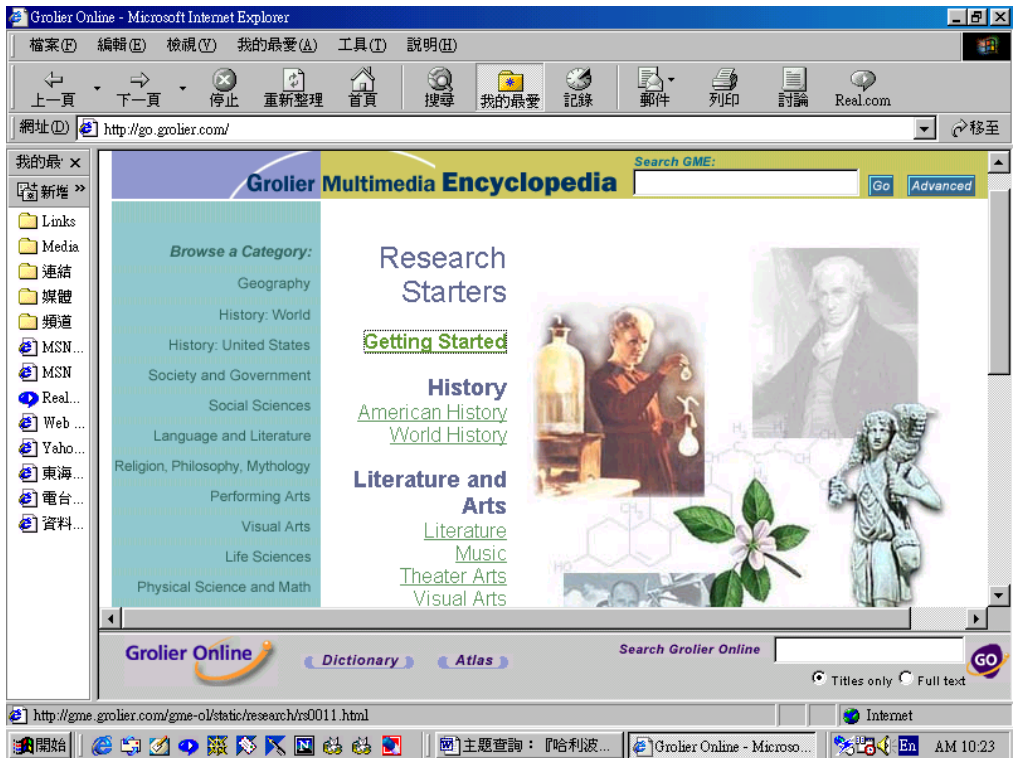 Grolier Online - Microsoft Internet Explorer
檔案(F) 編輯(E) 檢視(V) 我的最愛(A) 工具(T) 說明(H)
上一頁 下一頁 停止 重新整理 首頁 搜尋 我的最愛 記錄 郵件 列印 討論 Real.com
網址(D) http://go.grolier.com/ 移至
我的最
新增 »
Links
Media
連結
媒體
頻道
MSN...
MSN
Real...
Web ...
Yaho...
東海...
電台...
資料...
Grolier Multimedia Encyclopedia
Search GME:
Go Advanced
Browse a Category:
Geography
History: World
History: United States
Society and Government
Social Sciences
Language and Literature
Religion, Philosophy, Mythology
Performing Arts
Visual Arts
Life Sciences
Physical Science and Math
Research
Starters
Getting Started
History
American History
World History
Literature and
Arts
Literature
Music
Theater Arts
Visual Arts
Grolier Online
Dictionary
Atlas
Search Grolier Online
GO
Titles only Full text
http://gme.grolier.com/gme-ol/static/research/rs0011.html
Internet
開始
主題查詢：『哈利波...
Grolier Online - Microso...
En
AM 10:23